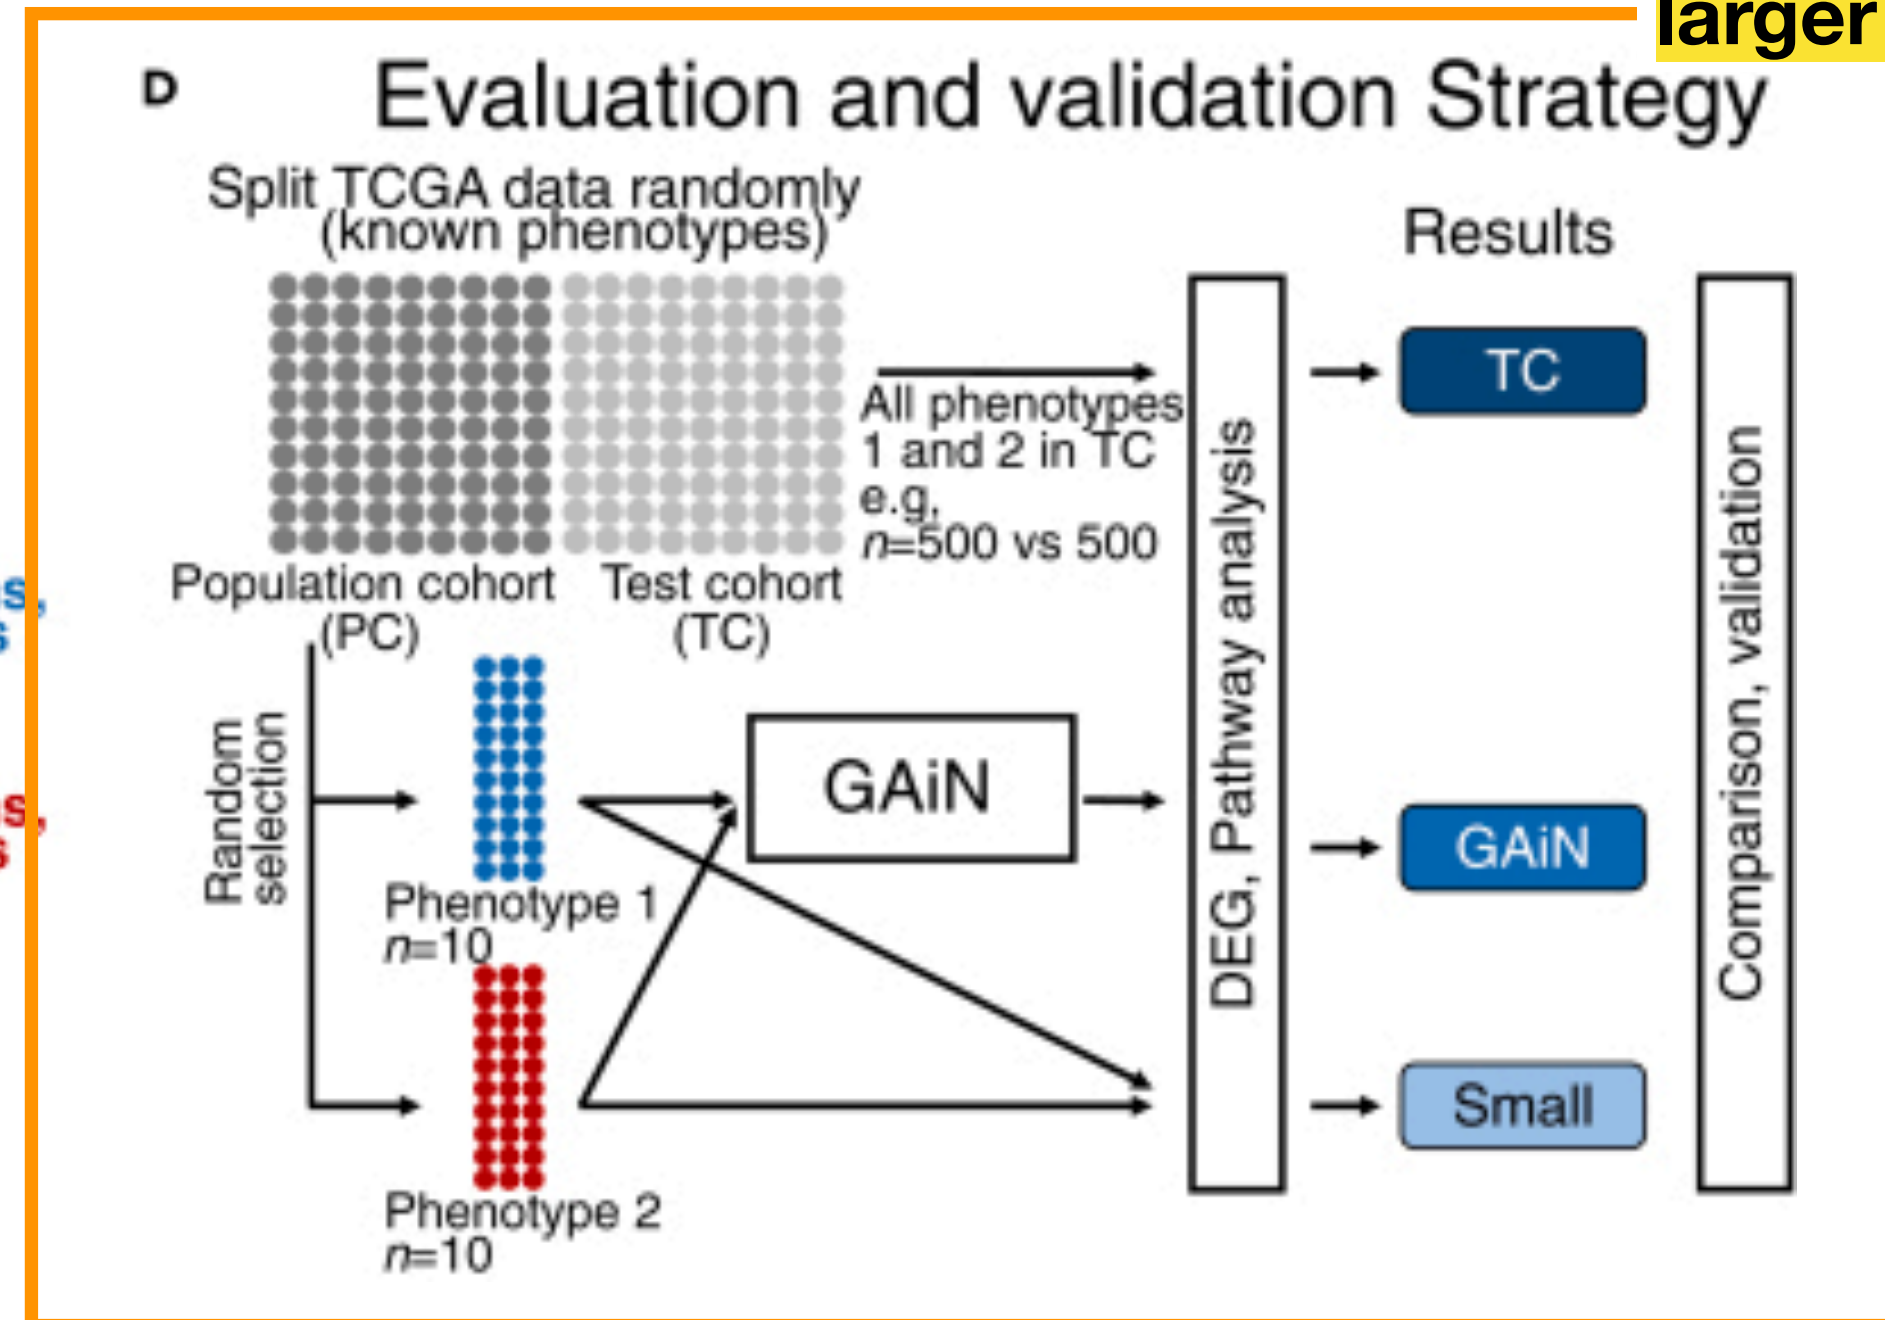 larger
D
Evaluation and validation Strategy
Split TCGA data randomly
(known phenotypes)
Results
All phenotypes
1 and 2 in TC
e.g,
n=500 vs 500
Population cohort
(PC)
Test cohort
(TC)
Random
selection
Phenotype 1
n=10
Phenotype 2
n=10
GAiN
DEG, Pathway analysis
TC
GAiN
Small
Comparison, validation